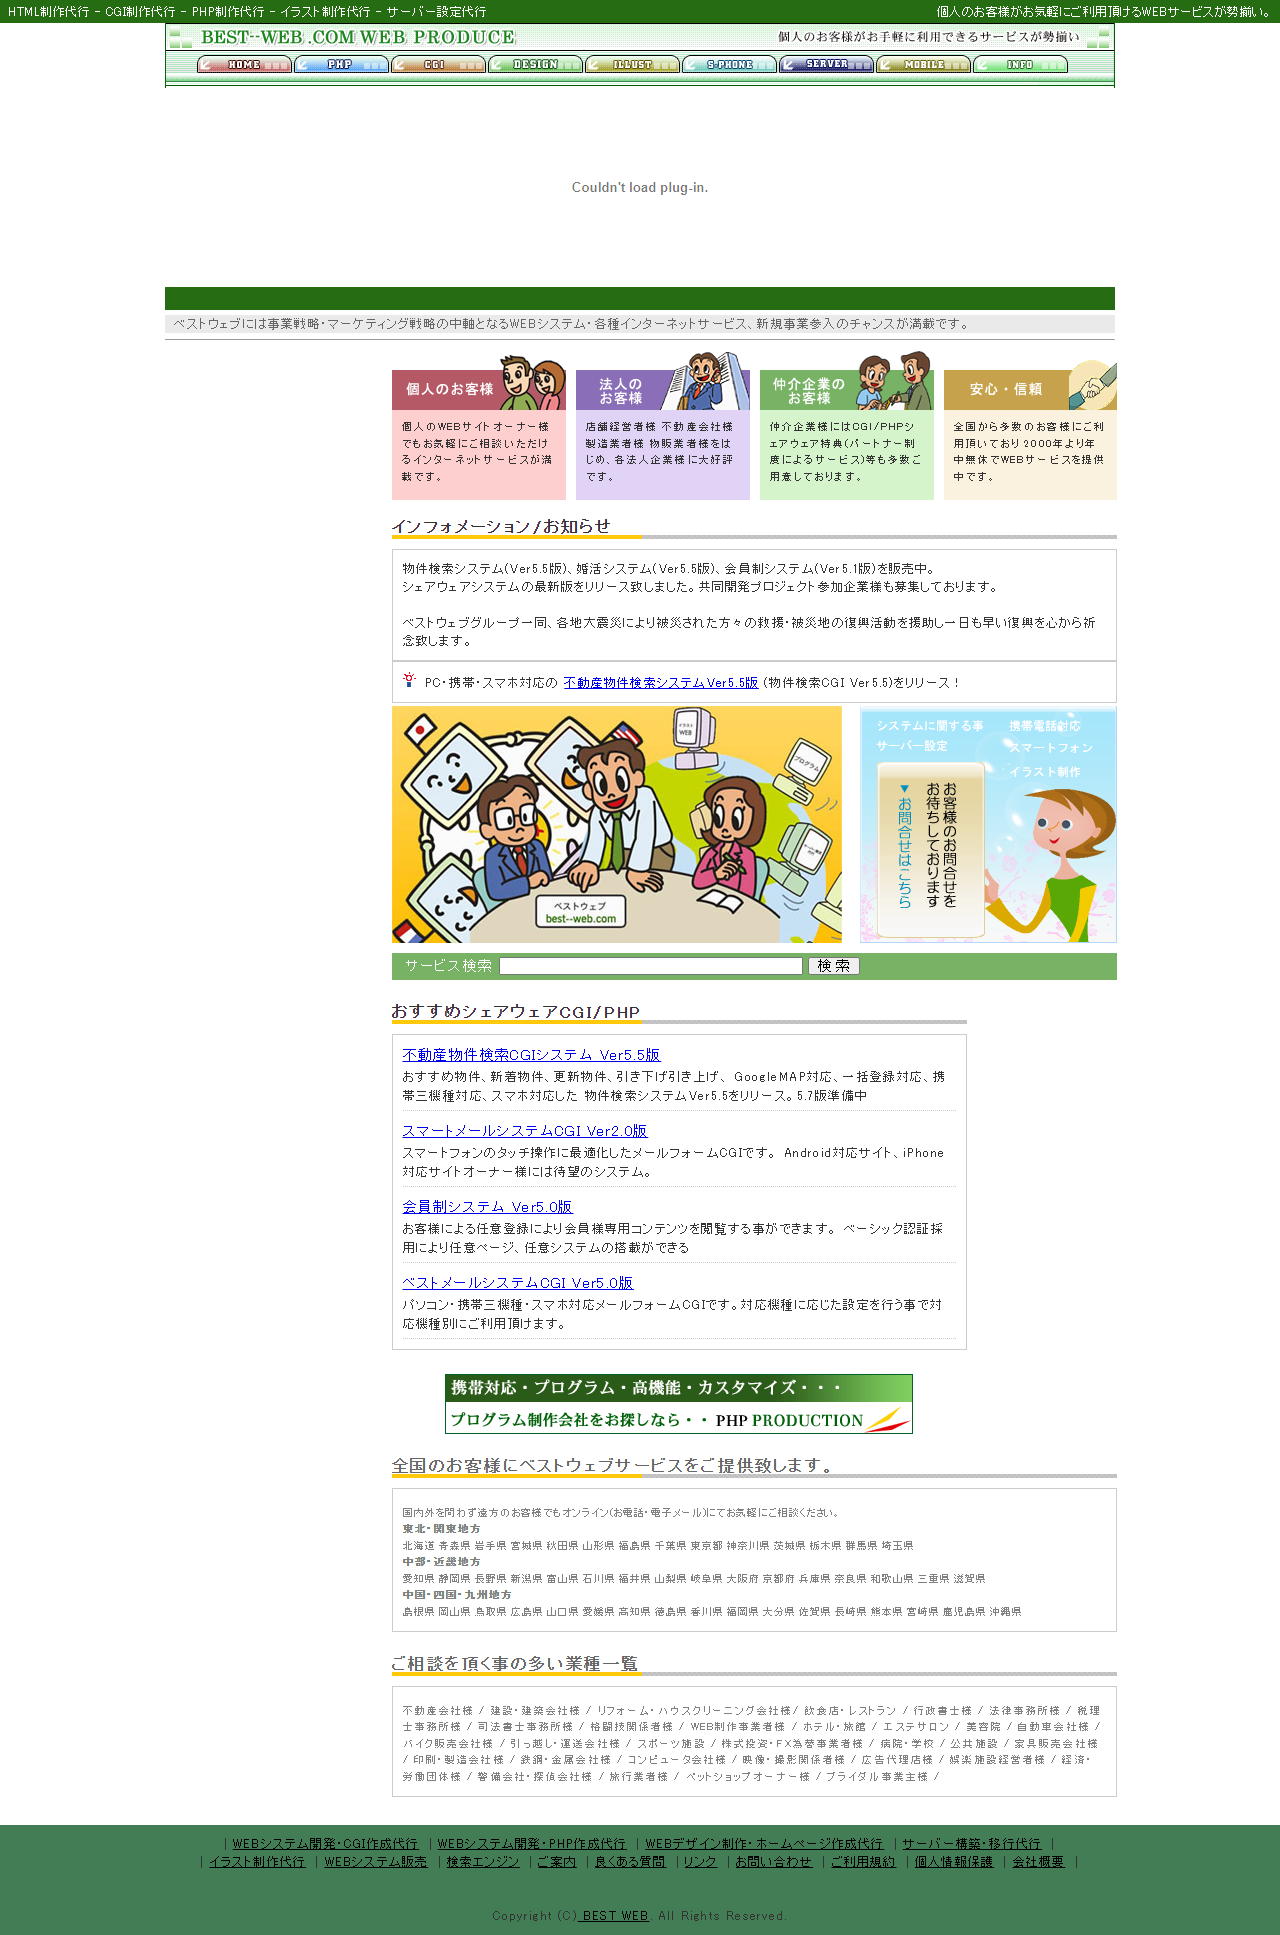 HTML制作代行 - CGI制作代行 - PHP制作代行 - イラスト制作代行 - サーバー設定代行
個人のお客様がお気軽にご利用頂けるWEBサービスが勢揃い。
BEST--WEB .COM WEB PRODUCE
個人のお客様がお手軽に利用できるサービスが勢揃い
HOME PHP CGI DESIGN ILLUST S-PHONE SERVER MOBILE INFO
Couldn't load plug-in.
ベストウェブには事業戦略・マーケティング戦略の中軸となるWEBシステム・各種インターネットサービス、新規事業参入のチャンスが満載です。
個人のお客様
個人のWEBサイトオーナー様
でもお気軽にご相談いただけ
るインターネットサービスが満
載です。
法人の
お客様
店舗経営者様 不動産会社様
製造業者様 物販業者様をは
じめ、各法人企業様に大好評
です。
仲介企業の
お客様
仲介企業様にはCGI/PHPシ
ェアウェア特典(パートナー制
度によるサービス)等も多数ご
用意しております。
安心・信頼
全国から多数のお客様にご利
用頂いており 2000年より年
中無休でWEBサービスを提供
中です。
インフォメーション/お知らせ
物件検索システム(Ver5.5版)、婚活システム(Ver5.5版)、会員制システム(Ver5.1版)を販売中。
シェアウェアシステムの最新版をリリース致しました。共同開発プロジェクト参加企業様も募集しております。
ベストウェブグループ一同、各地大震災により被災された方々の救援・被災地の復興活動を援助し一日も早い復興を心から祈
念致します。
PC・携帯・スマホ対応の 不動産物件検索システムVer5.5版 (物件検索CGI Ver5.5)をリリース！
イラスト
WEB
プログラム
ベストウェブ
best--web.com
システムに関する事
サーバー設定
携帯電話対応
スマートフォン
イラスト制作
お客様のお問合せを
お待ちしております
▼お問合せはこちら
サービス検索
検 索
おすすめシェアウェアCGI/PHP
不動産物件検索CGIシステム Ver5.5版
おすすめ物件、新着物件、更新物件、引き下げ引き上げ、 GoogleMAP対応、一括登録対応、携
帯三機種対応、スマホ対応した 物件検索システムVer5.5をリリース。5.7版準備中
スマートメールシステムCGI Ver2.0版
スマートフォンのタッチ操作に最適化したメールフォームCGIです。 Android対応サイト、iPhone
対応サイトオーナー様には待望のシステム。
会員制システム Ver5.0版
お客様による任意登録により会員様専用コンテンツを閲覧する事ができます。 ベーシック認証採
用により任意ページ、任意システムの搭載ができる
ベストメールシステムCGI Ver5.0版
パソコン・携帯三機種・スマホ対応メールフォームCGIです。対応機種に応じた設定を行う事で対
応機種別にご利用頂けます。
携帯対応・プログラム・高機能・カスタマイズ・・・
プログラム制作会社をお探しなら・・ PHP PRODUCTION
全国のお客様にベストウェブサービスをご提供致します。
国内外を問わず遠方のお客様でもオンライン(お電話・電子メール)にてお気軽にご相談ください。
東北・関東地方
北海道 青森県 岩手県 宮城県 秋田県 山形県 福島県 千葉県 東京都 神奈川県 茨城県 栃木県 群馬県 埼玉県
中部・近畿地方
愛知県 静岡県 長野県 新潟県 富山県 石川県 福井県 山梨県 岐阜県 大阪府 京都府 兵庫県 奈良県 和歌山県 三重県 滋賀県
中国・四国・九州地方
島根県 岡山県 鳥取県 広島県 山口県 愛媛県 高知県 徳島県 香川県 福岡県 大分県 佐賀県 長崎県 熊本県 宮崎県 鹿児島県 沖縄県
ご相談を頂く事の多い業種一覧
不動産会社様 / 建設・建築会社様 / リフォーム・ハウスクリーニング会社様/ 飲食店・レストラン / 行政書士様 / 法律事務所様 / 税理
士事務所様 / 司法書士事務所様 / 格闘技関係者様 / WEB制作事業者様 / ホテル・旅館 / エステサロン / 美容院 / 自動車会社様 /
バイク販売会社様 / 引っ越し・運送会社様 / スポーツ施設 / 株式投資・FX為替事業者様 / 病院・学校 / 公共施設 / 家具販売会社様
/ 印刷・製造会社様 / 鉄鋼・金属会社様 / コンピュータ会社様 / 映像・撮影関係者様 / 広告代理店様 / 娯楽施設経営者様 / 経済・
労働団体様 / 警備会社・探偵会社様 / 旅行業者様 / ペットショップオーナー様 / ブライダル事業主様 /
| WEBシステム開発・CGI作成代行 | WEBシステム開発・PHP作成代行 | WEBデザイン制作・ホームページ作成代行 | サーバー構築・移行代行 |
| イラスト制作代行 | WEBシステム販売 | 検索エンジン | ご案内 | 良くある質問 | リンク | お問い合わせ | ご利用規約 | 個人情報保護 | 会社概要 |
Copyright (C) BEST WEB. All Rights Reserved.